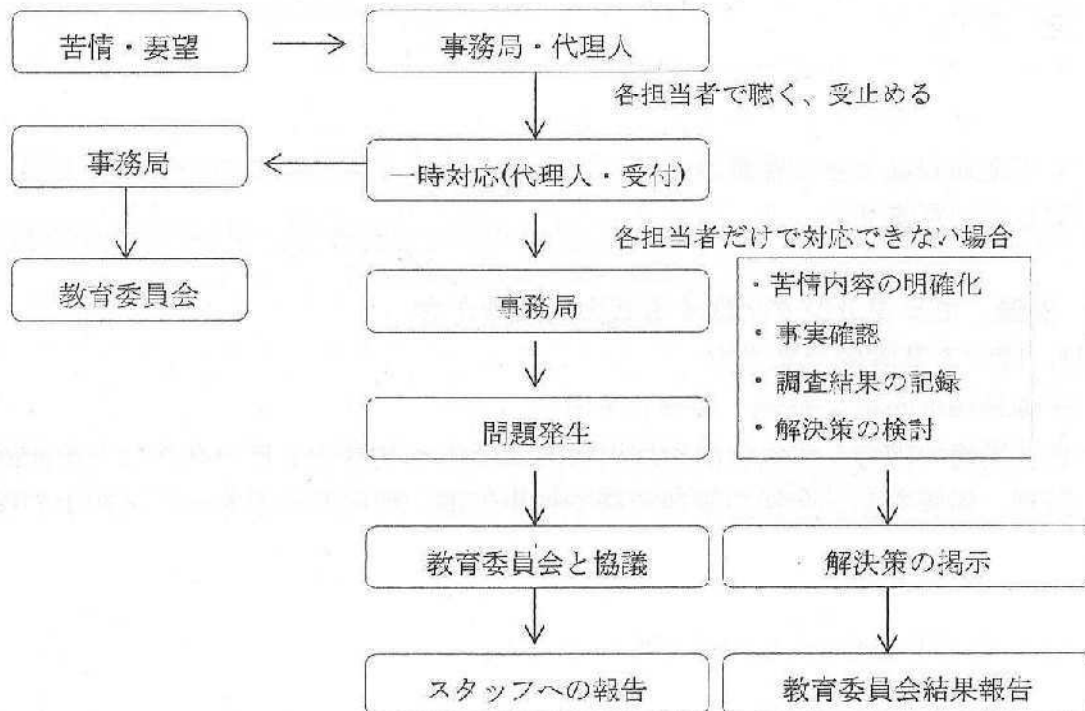 苦情・要望
事務局・代理人
各担当者で聴く、受止める
事務局
一時対応(代理人・受付)
各担当者だけで対応できない場合
教育委員会
事務局
・苦情内容の明確化
・事実確認
・調査結果の記録
・解決策の検討
問題発生
教育委員会と協議
解決策の掲示
スタッフへの報告
教育委員会結果報告